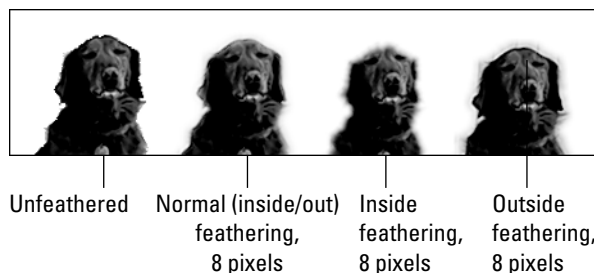 Unfeathered
Normal (inside/out)
feathering,
8 pixels
Inside
feathering,
8 pixels
Outside
feathering,
8 pixels